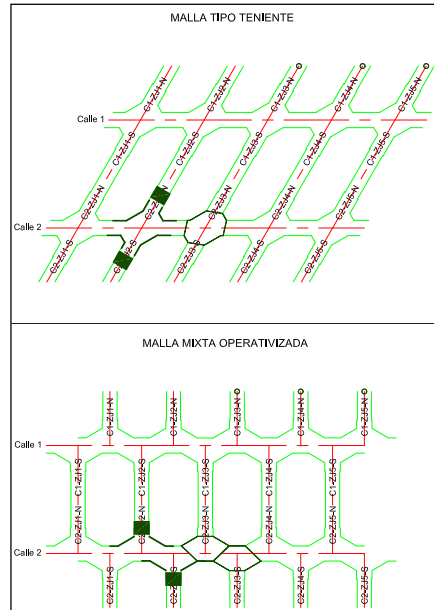 MALLA TIPO TENIENTE
C1-ZJ1-N
C1-ZJ2-N
C1-ZJ3-N
C1-ZJ4-N
C1-ZJ5-N
Calle 1
C1-ZJ1-S
C1-ZJ2-S
C1-ZJ3-S
C1-ZJ4-S
C1-ZJ5-S
C2-ZJ1-N
C2-ZJ3-N
C2-ZJ4-N
C2-ZJ5-N
Calle 2
C2-ZJ1-S
C2-ZJ3-S
C2-ZJ4-S
C2-ZJ5-S
MALLA MIXTA OPERATIVIZADA
C1-ZJ1-N
C1-ZJ2-N
C1-ZJ3-N
C1-ZJ4-N
C1-ZJ5-N
Calle 1
C1-ZJ1-S
C1-ZJ2-S
C1-ZJ3-S
C1-ZJ4-S
C1-ZJ5-S
C2-ZJ1-N
C2-ZJ3-N
C2-ZJ4-N
C2-ZJ5-N
Calle 2
C2-ZJ1-S
C2-ZJ3-S
C2-ZJ4-S
C2-ZJ5-S